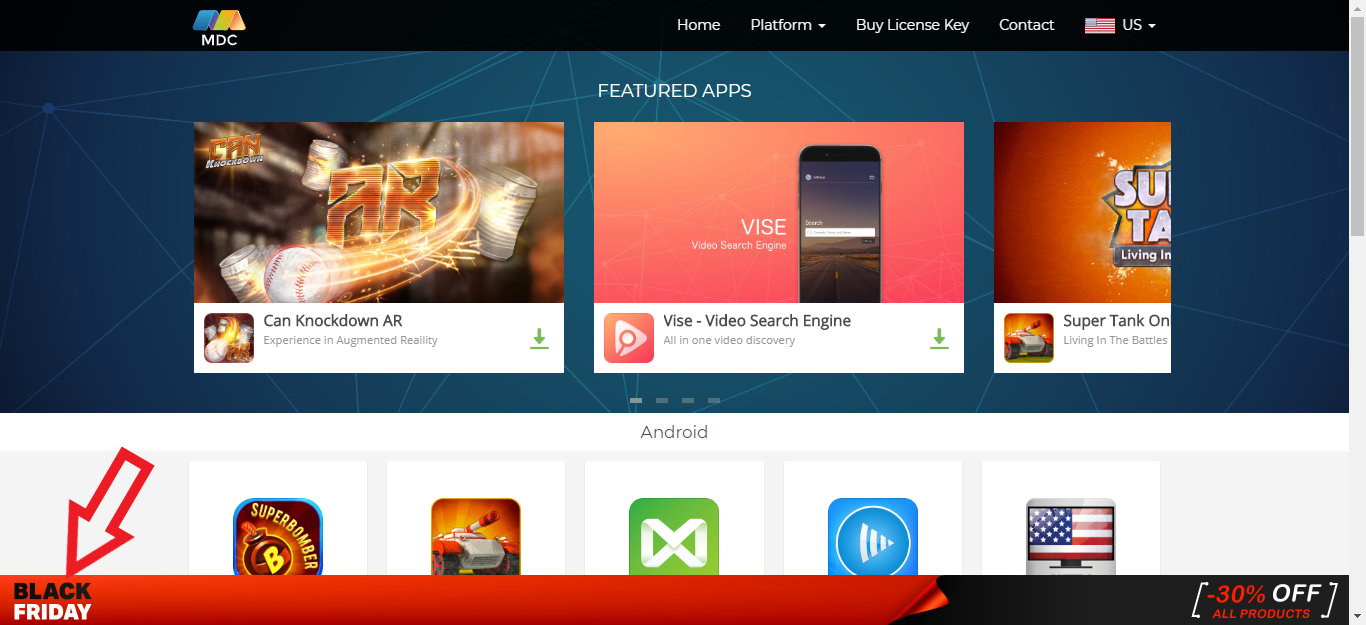 MDC
Home Platform Buy License Key Contact US
FEATURED APPS
CAN
KNOCKDOWN
AR
VISE
Video Search Engine
Search
SU
TA
Living In
Can Knockdown AR
Experience in Augmented Reaility
Vise - Video Search Engine
All in one video discovery
Super Tank On
Living In The Battles
Android
SUPERBOMBER
B
BLACK
FRIDAY
-30% OFF
ALL PRODUCTS